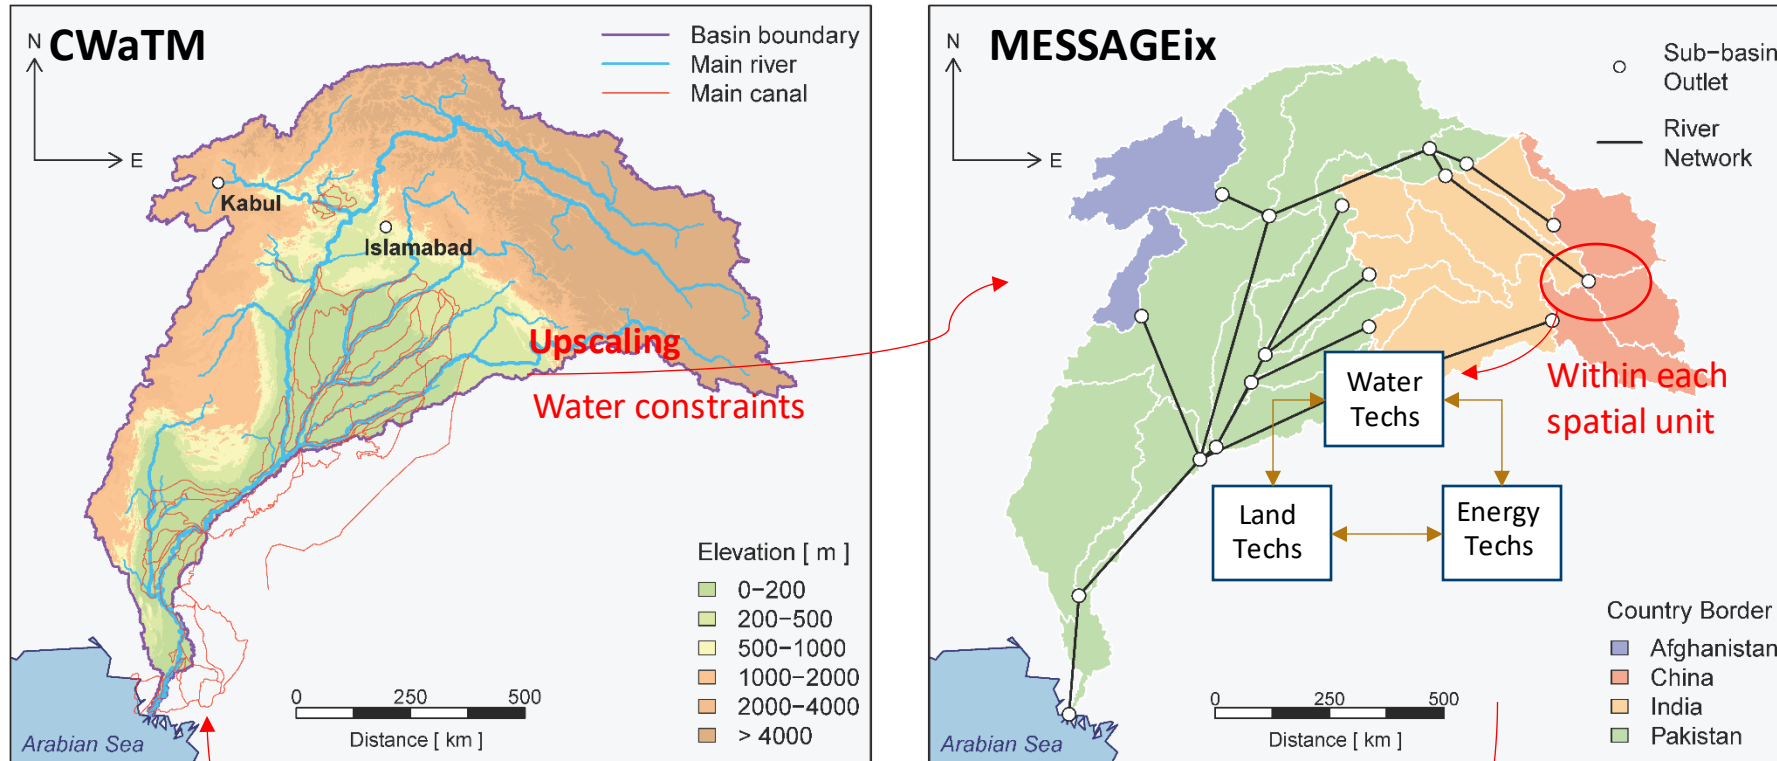 CWaTM
N
E
Basin boundary
Main river
Main canal
Kabul
Islamabad
Upscaling
Water constraints
Elevation [ m ]
0−200
200−500
500−1000
1000−2000
2000−4000
> 4000
0 250 500
Distance [ km ]
Arabian Sea
MESSAGEix
N
E
Sub−basin
Outlet
River
Network
Within each
spatial unit
Water
Techs
Land
Techs
Energy
Techs
Country Border
Afghanistan
China
India
Pakistan
0 250 500
Distance [ km ]
Arabian Sea